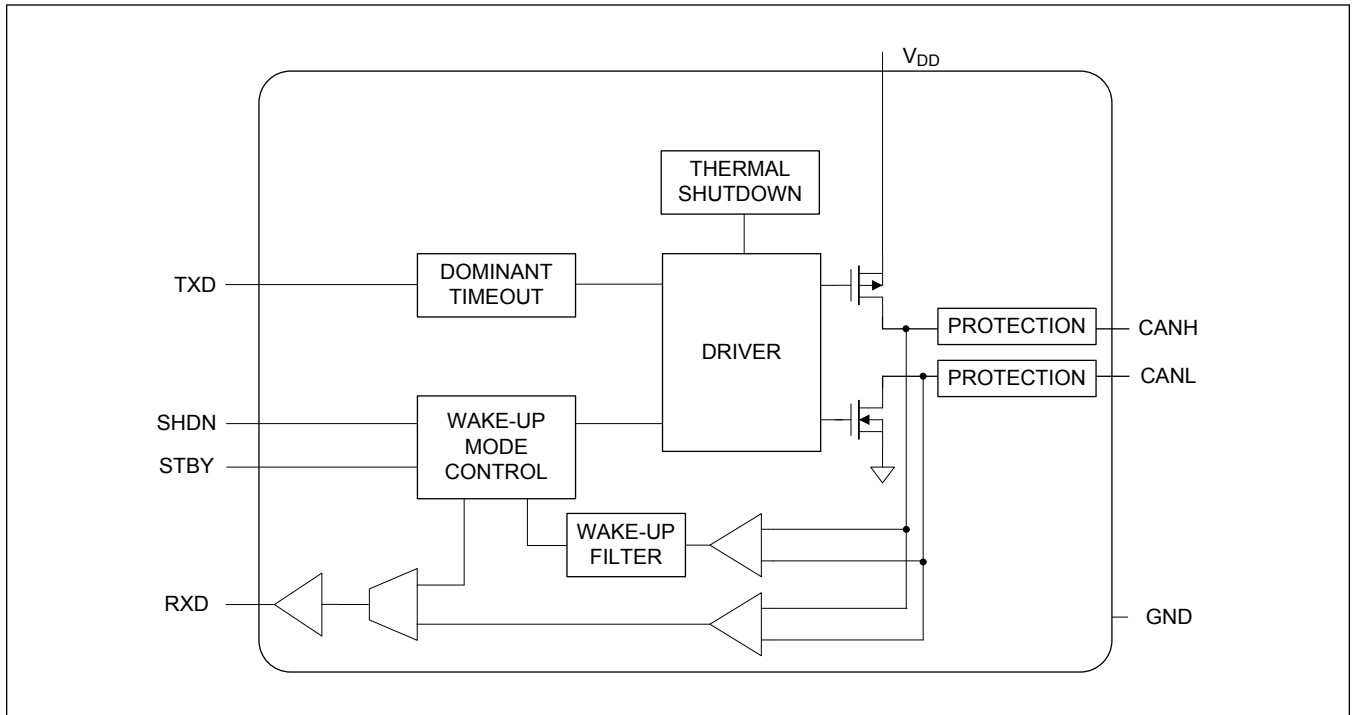 V_DD
THERMAL
SHUTDOWN
TXD
DOMINANT
TIMEOUT
DRIVER
PROTECTION
CANH
PROTECTION
CANL
SHDN
STBY
WAKE-UP
MODE
CONTROL
WAKE-UP
FILTER
RXD
GND